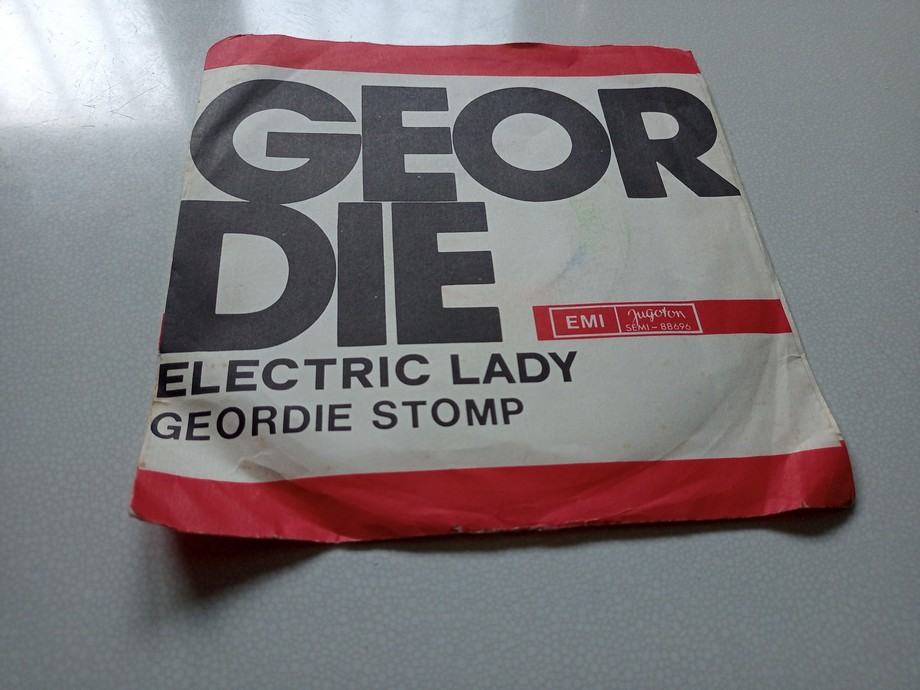 GEOR
DIE
EMI Jugoton
SEMI-88696
ELECTRIC LADY
GEORDIE STOMP